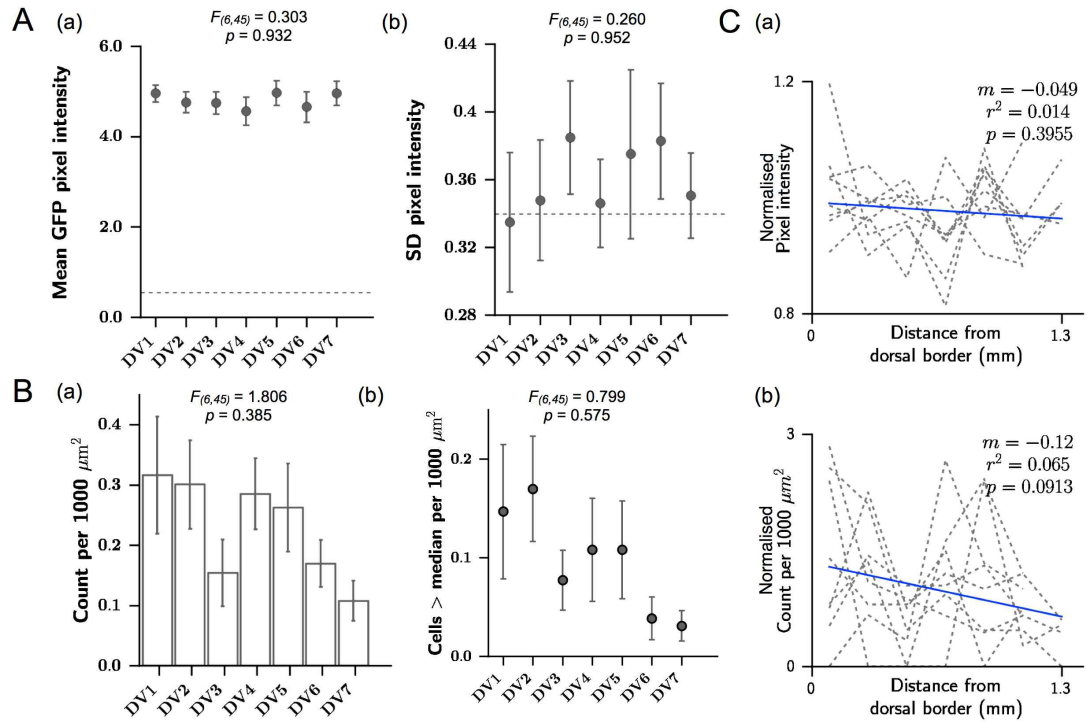 A
(a)
F(6,45) = 0.303
p = 0.932
Mean GFP pixel intensity
6.0
4.0
2.0
0.0
DV1
DV2
DV3
DV4
DV5
DV6
DV7
(b)
F(6,45) = 0.260
p = 0.952
SD pixel intensity
0.44
0.4
0.36
0.32
0.28
DV1
DV2
DV3
DV4
DV5
DV6
DV7
B
(a)
F(6,45) = 1.806
p = 0.385
Count per 1000 μm²
0.4
0.3
0.2
0.1
0.0
DV1
DV2
DV3
DV4
DV5
DV6
DV7
(b)
F(6,45) = 0.799
p = 0.575
Cells > median per 1000 μm²
0.2
0.1
0.0
DV1
DV2
DV3
DV4
DV5
DV6
DV7
C
(a)
m = −0.049
r² = 0.014
p = 0.3955
Normalised
Pixel intensity
1.2
0.8
0
1.3
Distance from
dorsal border (mm)
(b)
m = −0.12
r² = 0.065
p = 0.0913
Normalised
Count per 1000 μm²
3
0
0
1.3
Distance from
dorsal border (mm)